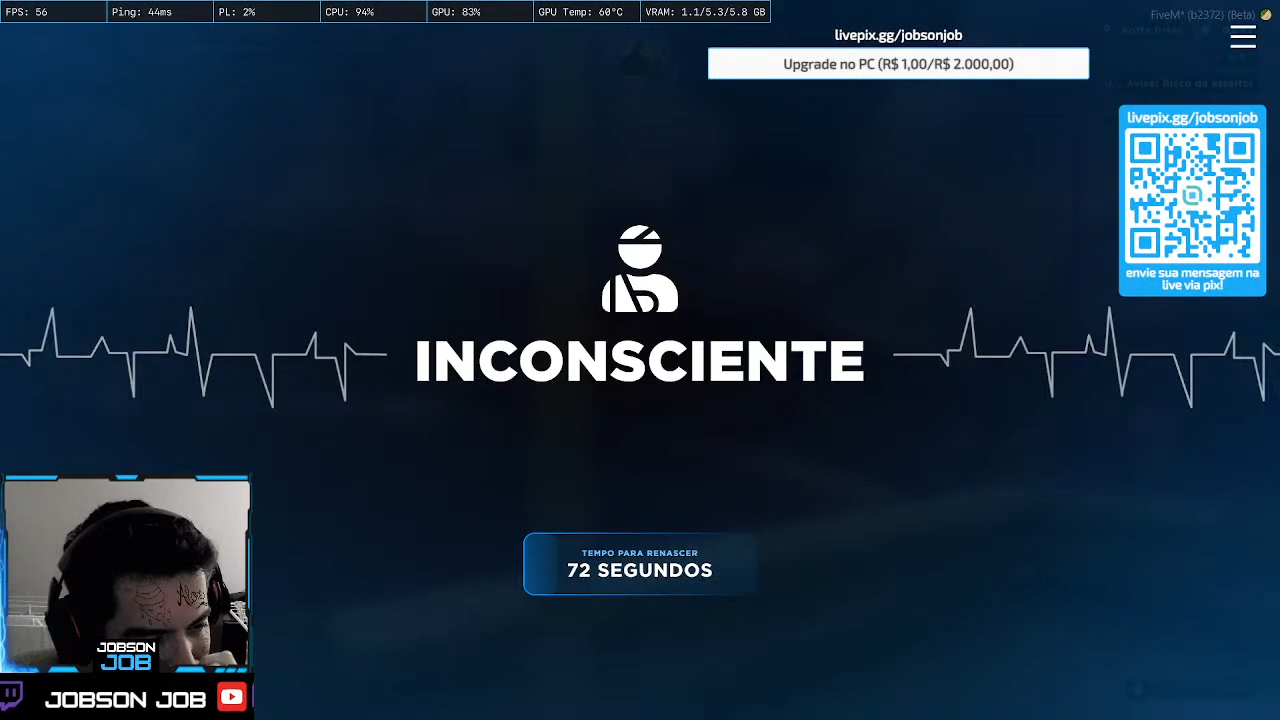 FPS: 56
Ping: 44ms
PL: 2%
CPU: 94%
GPU: 83%
GPU Temp: 60°C
VRAM: 1.1/5.3/5.8 GB
FiveM* (b2372) (Beta)
livepix.gg/jobsonjob
Upgrade no PC (R$ 1,00/R$ 2.000,00)
livepix.gg/jobsonjob
envie sua mensagem na
live via pix!
INCONSCIENTE
TEMPO PARA RENASCER
72 SEGUNDOS
JOBSON
JOB
JOBSON JOB